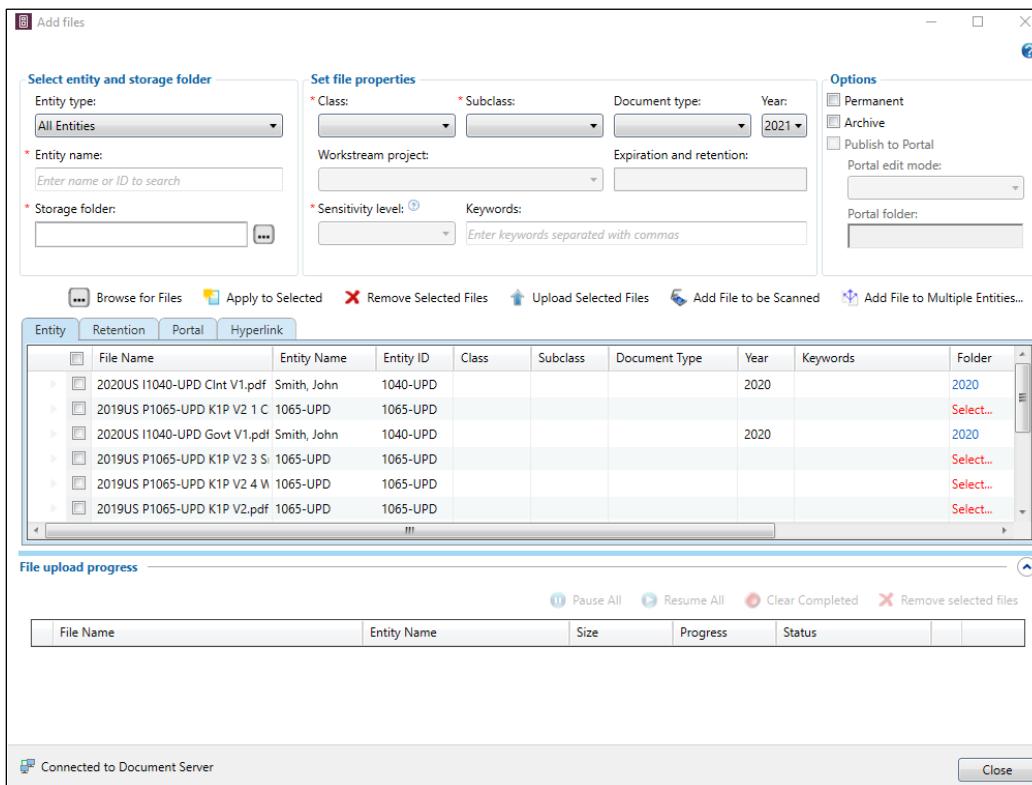 Add files
Select entity and storage folder
Entity type:
All Entities
* Entity name:
Enter name or ID to search
* Storage folder:
...
Set file properties
* Class: * Subclass: Document type: Year:
2021
Workstream project: Expiration and retention:
* Sensitivity level: Keywords:
Enter keywords separated with commas
Options
Permanent
Archive
Publish to Portal
Portal edit mode:
Portal folder:
... Browse for Files Apply to Selected Remove Selected Files Upload Selected Files Add File to be Scanned Add File to Multiple Entities...
Entity Retention Portal Hyperlink
File Name Entity Name Entity ID Class Subclass Document Type Year Keywords Folder
2020US I1040-UPD Clnt V1.pdf Smith, John 1040-UPD 2020 2020
2019US P1065-UPD K1P V2 1 C 1065-UPD 1065-UPD Select...
2020US I1040-UPD Govt V1.pdf Smith, John 1040-UPD 2020 2020
2019US P1065-UPD K1P V2 3 S 1065-UPD 1065-UPD Select...
2019US P1065-UPD K1P V2 4 W 1065-UPD 1065-UPD Select...
2019US P1065-UPD K1P V2.pdf 1065-UPD 1065-UPD Select...
File upload progress
Pause All Resume All Clear Completed Remove selected files
File Name Entity Name Size Progress Status
Connected to Document Server
Close